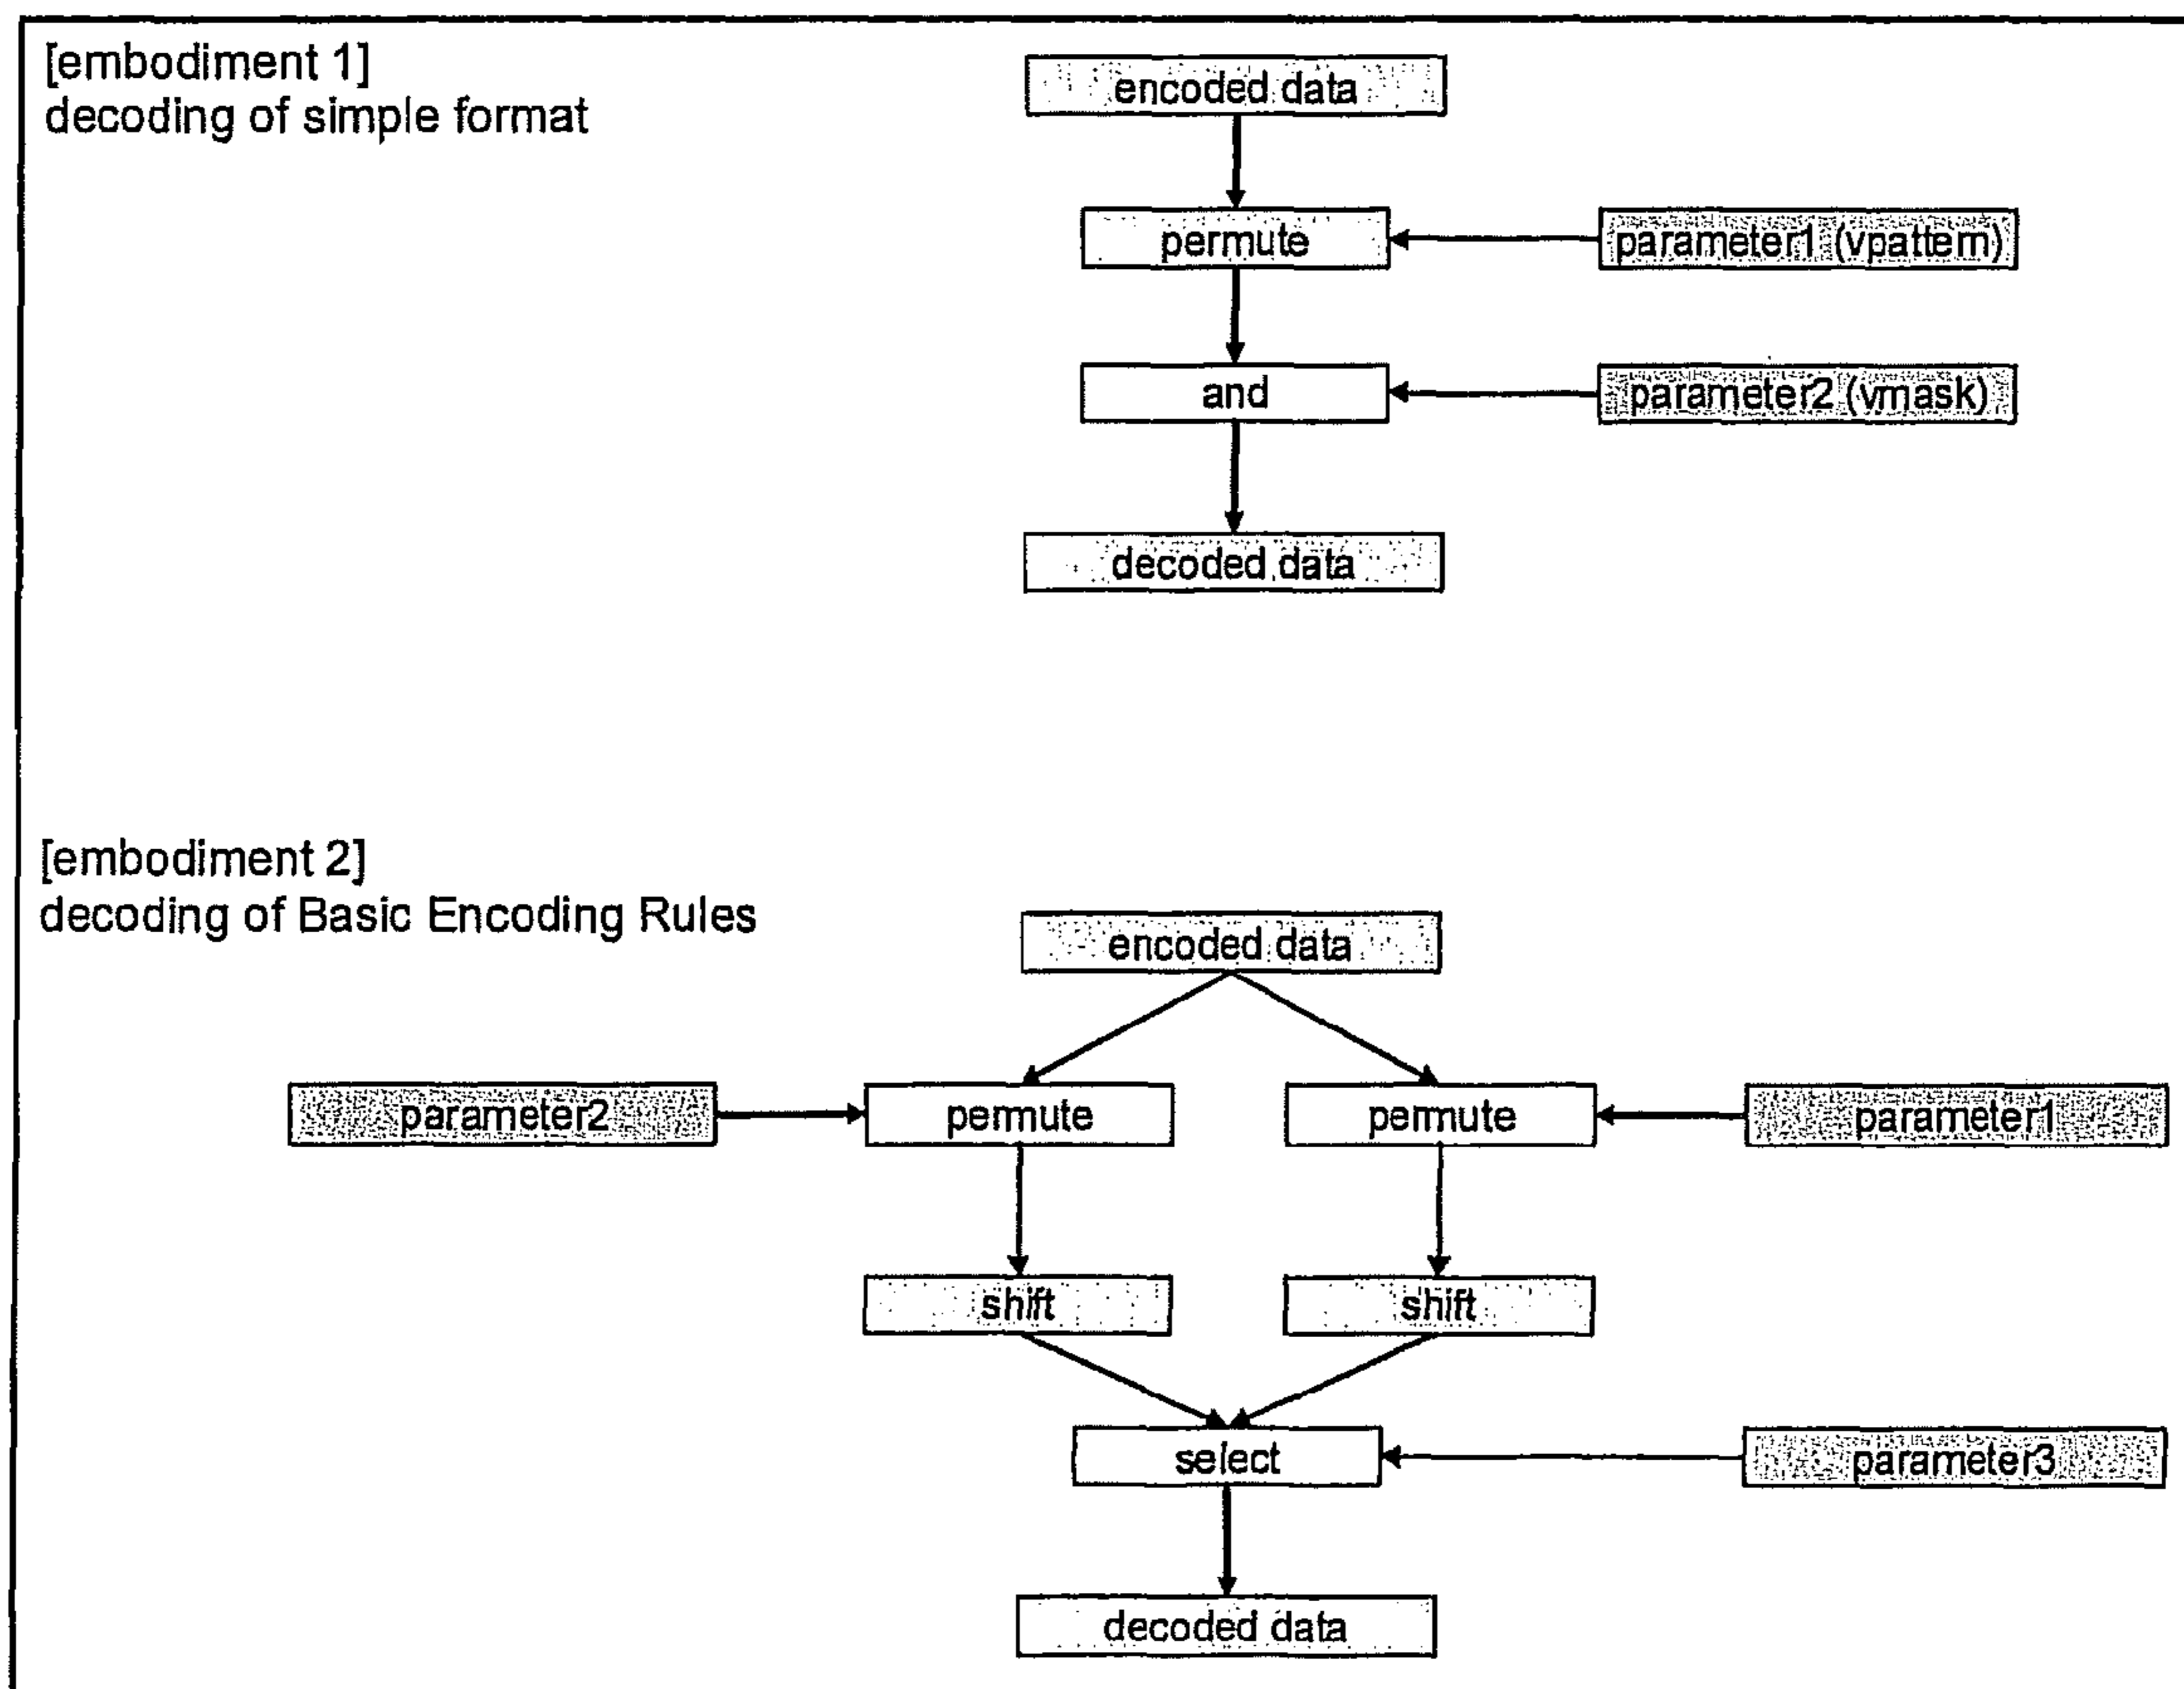 [embodiment 1]
decoding of simple format
encoded data
permute
parameter1 (vpattern)
and
parameter2 (vmask)
decoded data
[embodiment 2]
decoding of Basic Encoding Rules
encoded data
parameter2
permute
permute
parameter1
shift
shift
select
parameter3
decoded data